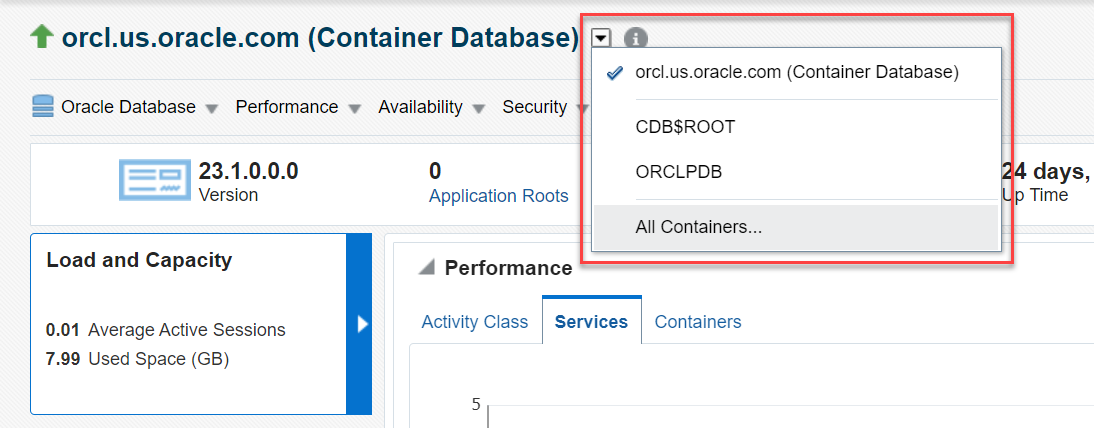 orcl.us.oracle.com (Container Database)
orcl.us.oracle.com (Container Database)
CDB$ROOT
ORCLPDB
All Containers...
Oracle Database Performance Availability Security
23.1.0.0.0
Version
0
Application Roots
24 days,
Up Time
Load and Capacity
0.01 Average Active Sessions
7.99 Used Space (GB)
Performance
Activity Class Services Containers
5